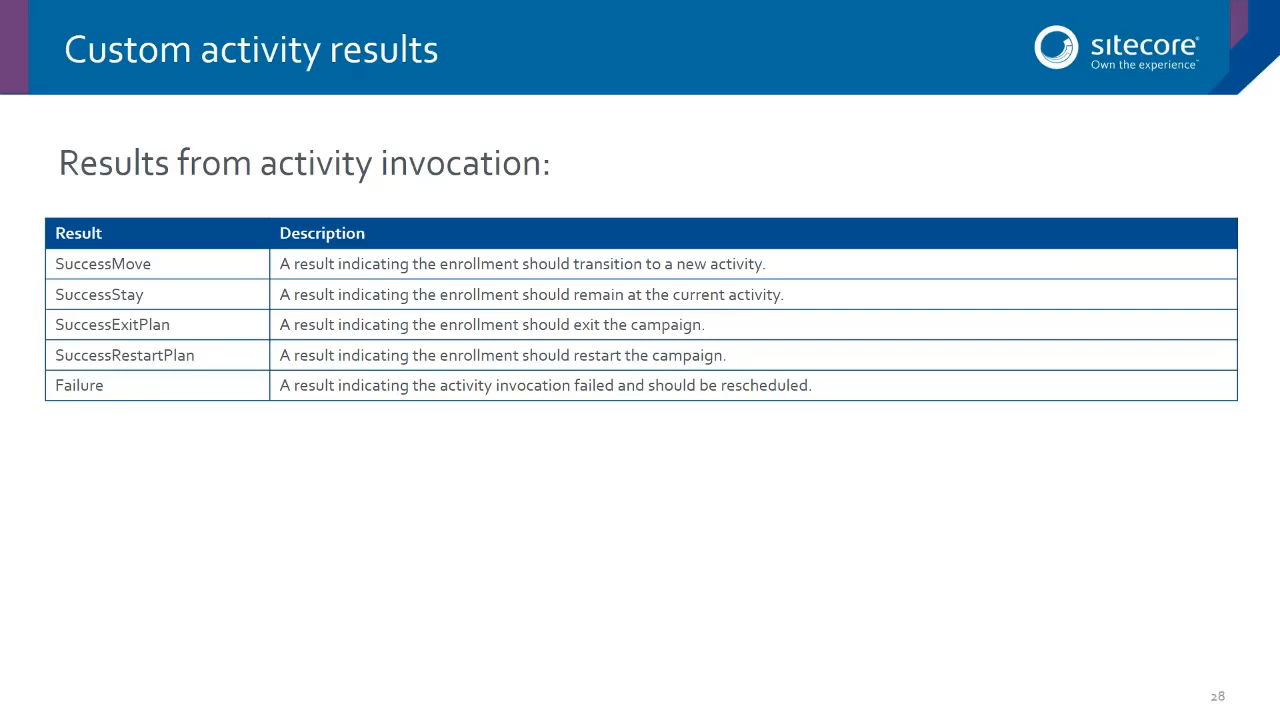 Custom activity results
sitecore®
Own the experience™
Results from activity invocation:
Result Description
SuccessMove A result indicating the enrollment should transition to a new activity.
SuccessStay A result indicating the enrollment should remain at the current activity.
SuccessExitPlan A result indicating the enrollment should exit the campaign.
SuccessRestartPlan A result indicating the enrollment should restart the campaign.
Failure A result indicating the activity invocation failed and should be rescheduled.
28